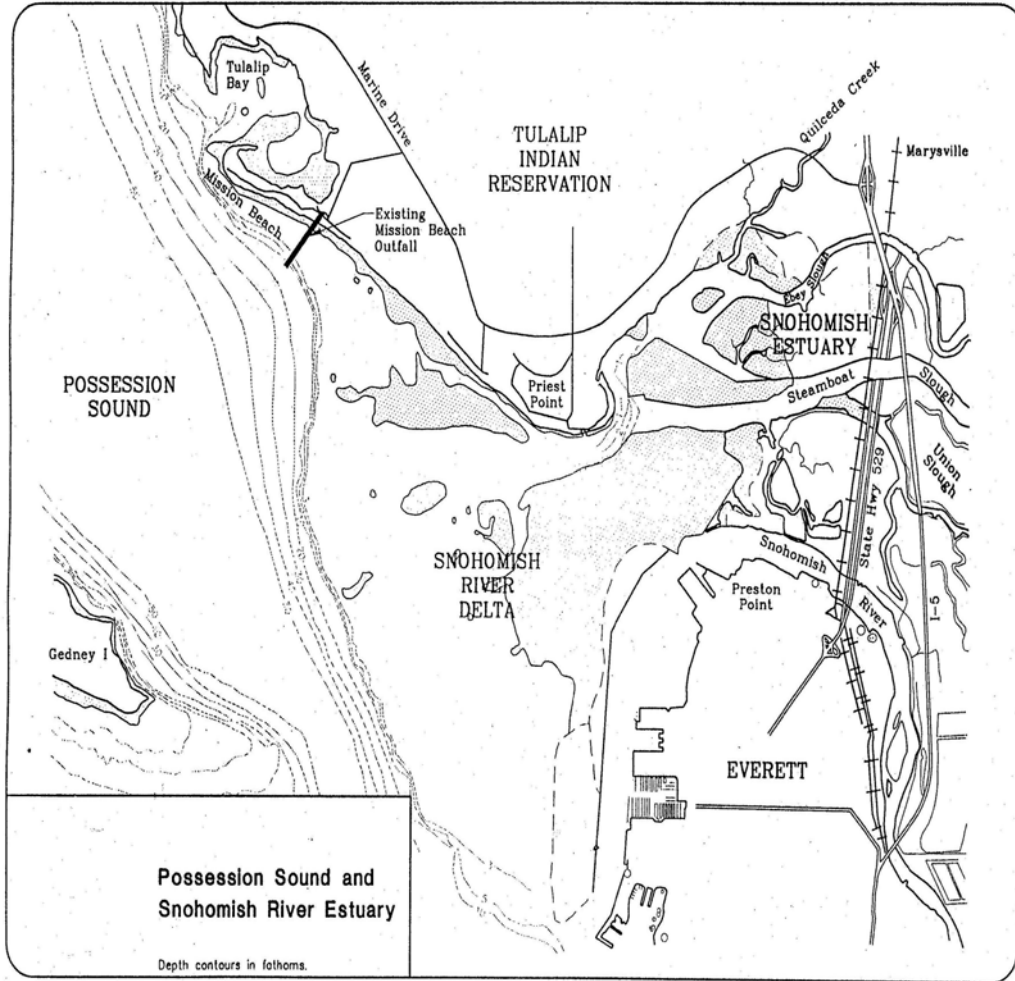 Tulalip
Bay
Marine Drive
TULALIP
INDIAN
RESERVATION
Quilceda Creek
Marysville
Mission Beach
Existing
Mission Beach
Outfall
Ebey Slough
SNOHOMISH
ESTUARY
POSSESSION
SOUND
Priest
Point
Steamboat
Slough
Union
Slough
State Hwy 529
SNOHOMISH
RIVER
DELTA
Snohomish
River
Preston
Point
I-5
Gedney I
EVERETT
5
10
Possession Sound and
Snohomish River Estuary
Depth contours in fathoms.